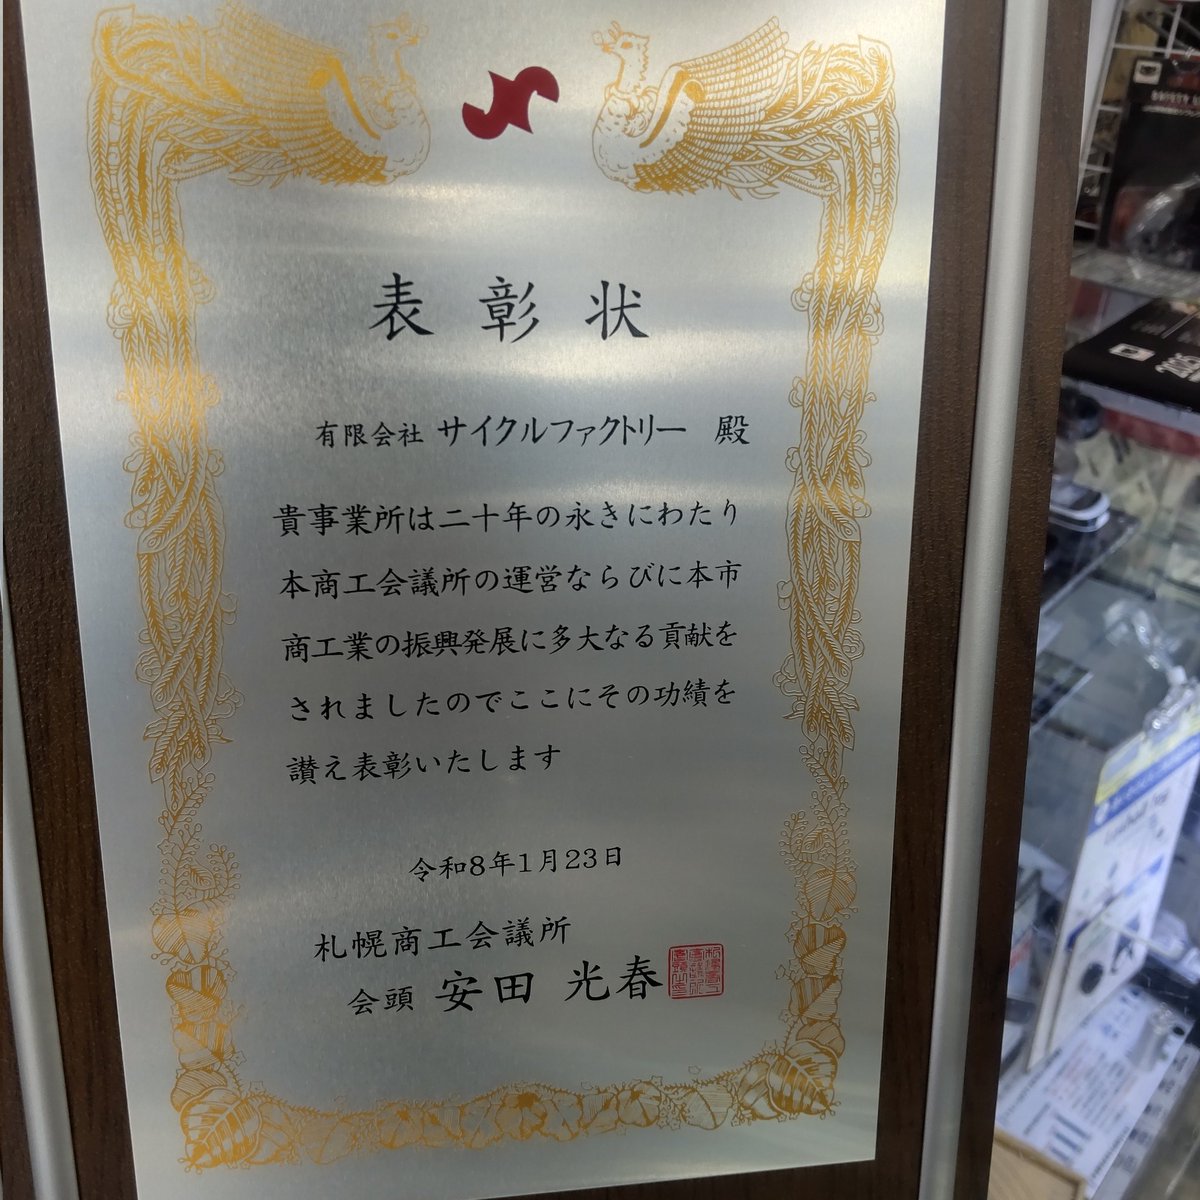 表彰状
有限会社 サイクルファクトリー 殿
貴事業所は二十年の永きにわたり
本商工会議所の運営ならびに本市
商工業の振興発展に多大なる貢献を
されましたのでここにその功績を
讃え表彰いたします
令和8年1月23日
札幌商工会議所
会頭 安田 光春